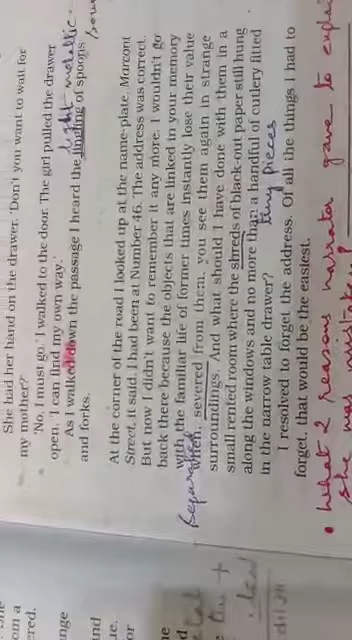 She had her hand on the drawer. 'Don't you want to wait for
my mother?'
'No, I must go.' I walked to the door. The girl pulled the drawer
open. 'I can find my own way.'
As I walked down the passage I heard the jingling of spoons
and forks.
light metallic
At the corner of the road I looked up at the name-plate. Marconi
Street, it said. I had been at Number 46. The address was correct.
But now I didn't want to remember it any more. I wouldn't go
back there because the objects that are linked in your memory
with the familiar life of former times instantly lose their value
when, severed from them, you see them again in strange
Separated
surroundings. And what should I have done with them in a
small rented room where the shreds of black-out paper still hung
along the windows and no more than a handful of cutlery fitted
in the narrow table drawer?
tiny pieces
I resolved to forget the address. Of all the things I had to
forget, that would be the easiest.
• What 2 reasons narrator gave to
she was
om a
ered.
ange
und
ue.
or
he
d